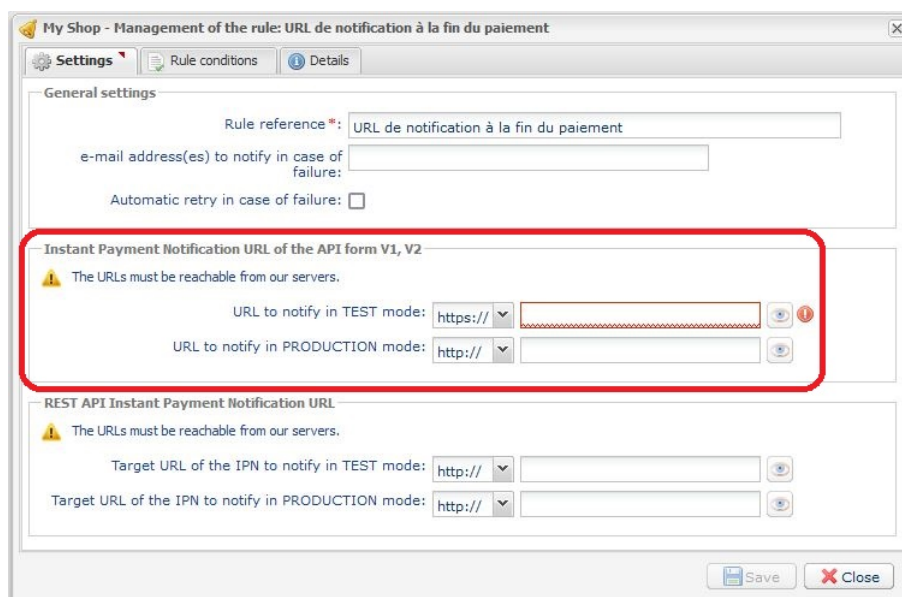 My Shop - Management of the rule: URL de notification à la fin du paiement
Settings Rule conditions Details
General settings
Rule reference*: URL de notification à la fin du paiement
e-mail address(es) to notify in case of
failure:
Automatic retry in case of failure:
Instant Payment Notification URL of the API form V1, V2
The URLs must be reachable from our servers.
URL to notify in TEST mode: https://
URL to notify in PRODUCTION mode: http://
REST API Instant Payment Notification URL
The URLs must be reachable from our servers.
Target URL of the IPN to notify in TEST mode: http://
Target URL of the IPN to notify in PRODUCTION mode: http://
Save Close